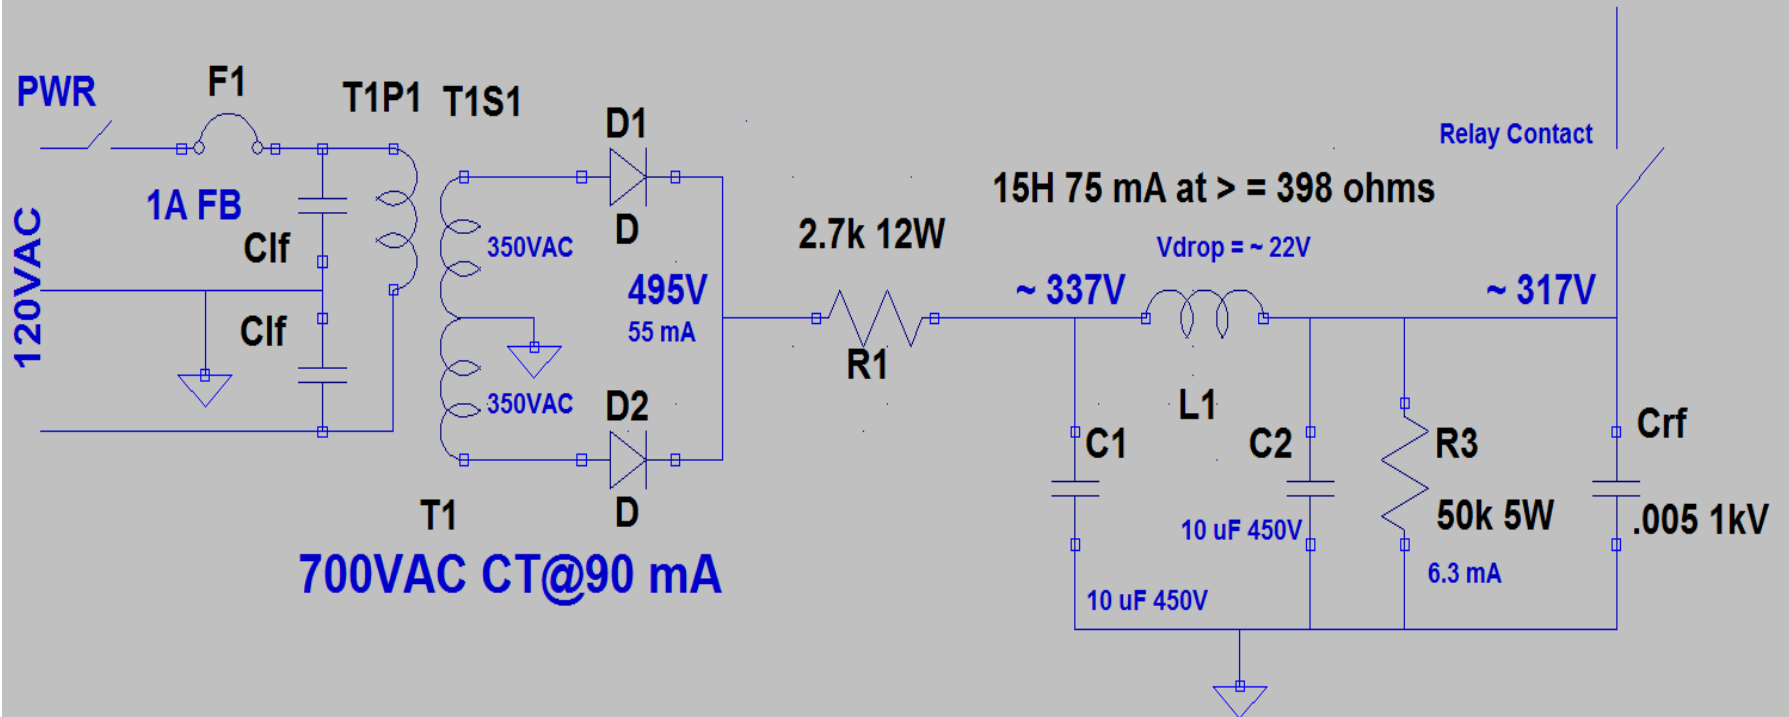 PWR
F1
T1P1
T1S1
D1
Relay Contact
1A FB
15H 75 mA at > = 398 ohms
120VAC
Clf
350VAC
D
2.7k 12W
Vdrop = ~ 22V
495V
~ 337V
~ 317V
Clf
55 mA
R1
350VAC
D2
L1
C1
C2
R3
Crf
T1
D
10 uF 450V
50k 5W
.005 1kV
700VAC CT@90 mA
6.3 mA
10 uF 450V